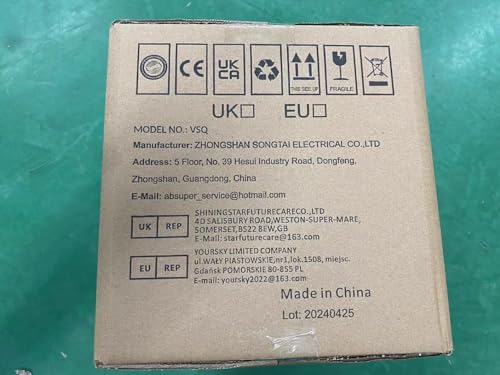 CE
UK
CA
THIS SIDE UP
FRAGILE
UK□ EU□
MODEL NO.: VSQ
Manufacturer: ZHONGSHAN SONGTAI ELECTRICAL CO.,LTD
Address: 5 Floor, No. 39 Hesui Industry Road, Dongfeng,
Zhongshan, Guangdong, China
E-Mail: absuper_service@hotmail.com
UK REP
SHININGSTARFUTURECARECO.,LTD
4D SALISBURY ROAD,WESTON-SUPER-MARE,
SOMERSET,BS22 8EW,GB
E-Mail: starfuturecare@163.com
EU REP
YOURSKY LIMITED COMPANY
ul.WAŁY PIASTOWSKIE, nr1,lok.1508, miejsc.
Gdańsk POMORSKIE 80-855 PL
E-mail: yoursky2022@163.com
Made in China
Lot: 20240425